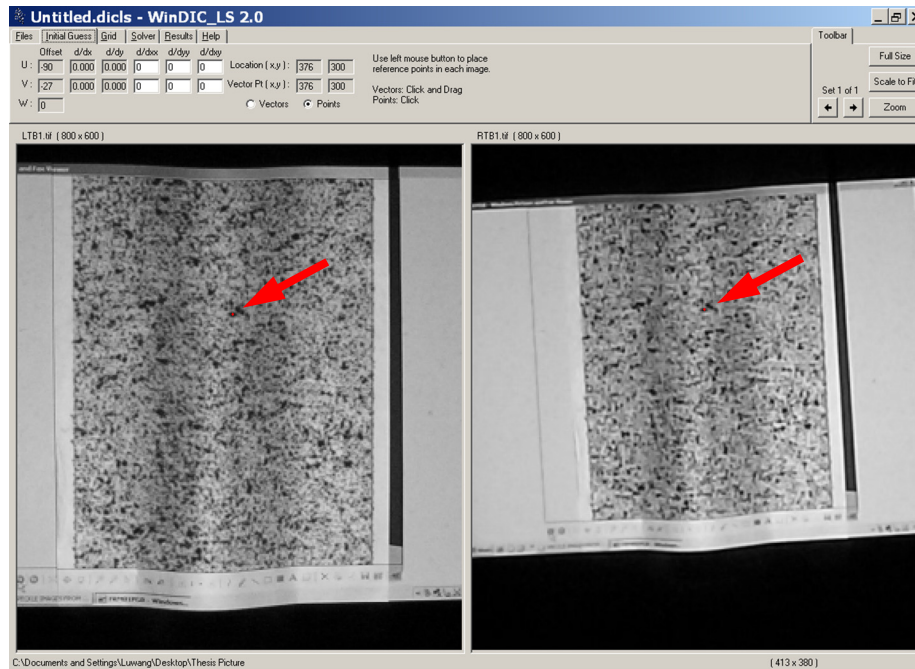 Untitled.dicls - WinDIC_LS 2.0
Files Initial Guess Grid Solver Results Help
Toolbar
Offset d/dx d/dy d/dxx d/dyy d/dxy
U : -90 0.000 0.000 0 0 0 Location ( x,y ) : 376 300
V : -27 0.000 0.000 0 0 0 Vector Pt ( x,y ) : 376 300
W : 0
Vectors Points
Use left mouse button to place
reference points in each image.
Vectors: Click and Drag
Points: Click
Full Size
Set 1 of 1
Scale to Fi
Zoom
LTB1.tif ( 800 x 600 )
RTB1.tif ( 800 x 600 )
and Fax Viewer
C:\Documents and Settings\Luwang\Desktop\Thesis Picture
( 413 x 380 )